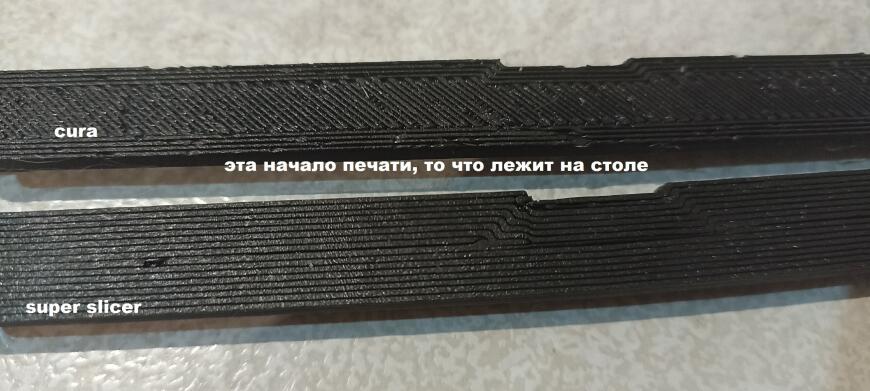 cura
эта начало печати, то что лежит на столе
super slicer